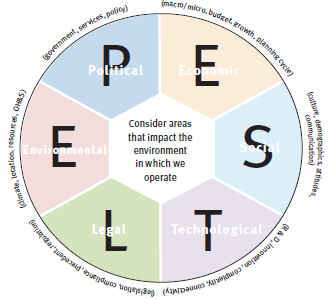 (government, services, policy)
(macro/micro, budget, growth, planning cycle)
P
Political
E
Economic
(culture, demographics, attitudes,
communication)
S
Social
(R & D, innovation, complexity, connectivity)
T
Technological
(legislation, compliance, precedent, regulation)
L
Legal
(climate, location, resources, OH&S)
E
Environmental
Consider areas
that impact the
environment
in which we
operate